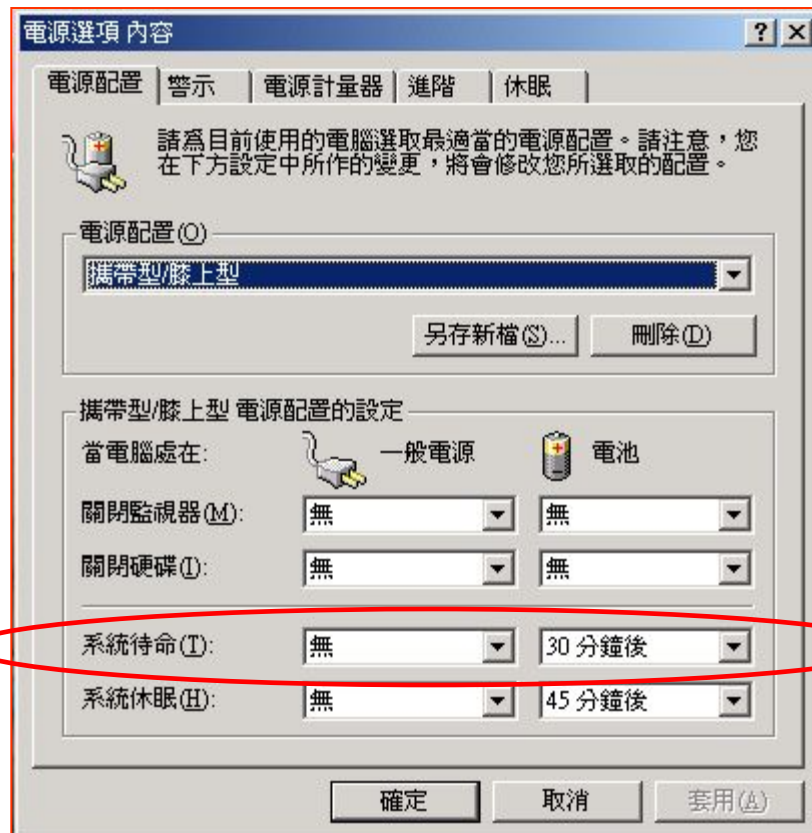 電源選項 內容
電源配置 警示 電源計量器 進階 休眠
請為目前使用的電腦選取最適當的電源配置。請注意，您
在下方設定中所作的變更，將會修改您所選取的配置。
電源配置(O)
攜帶型/膝上型
另存新檔(S)... 刪除(D)
攜帶型/膝上型 電源配置的設定
當電腦處在: 一般電源 電池
關閉監視器(M): 無 無
關閉硬碟(I): 無 無
系統待命(T): 無 30 分鐘後
系統休眠(H): 無 45 分鐘後
確定 取消 套用(A)